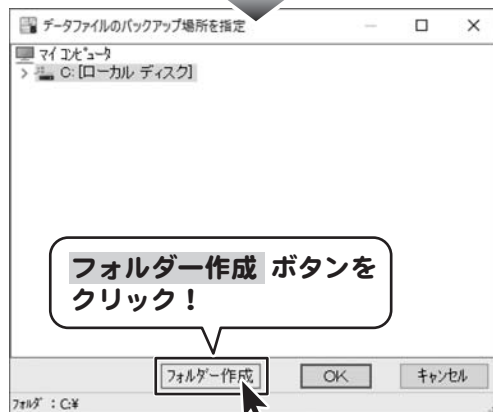 データファイルのバックアップ場所を指定
マイ コンピュータ
C: [ローカル ディスク]
フォルダー作成 ボタンを
クリック！
フォルダー作成
OK
キャンセル
フォルダ : C:¥